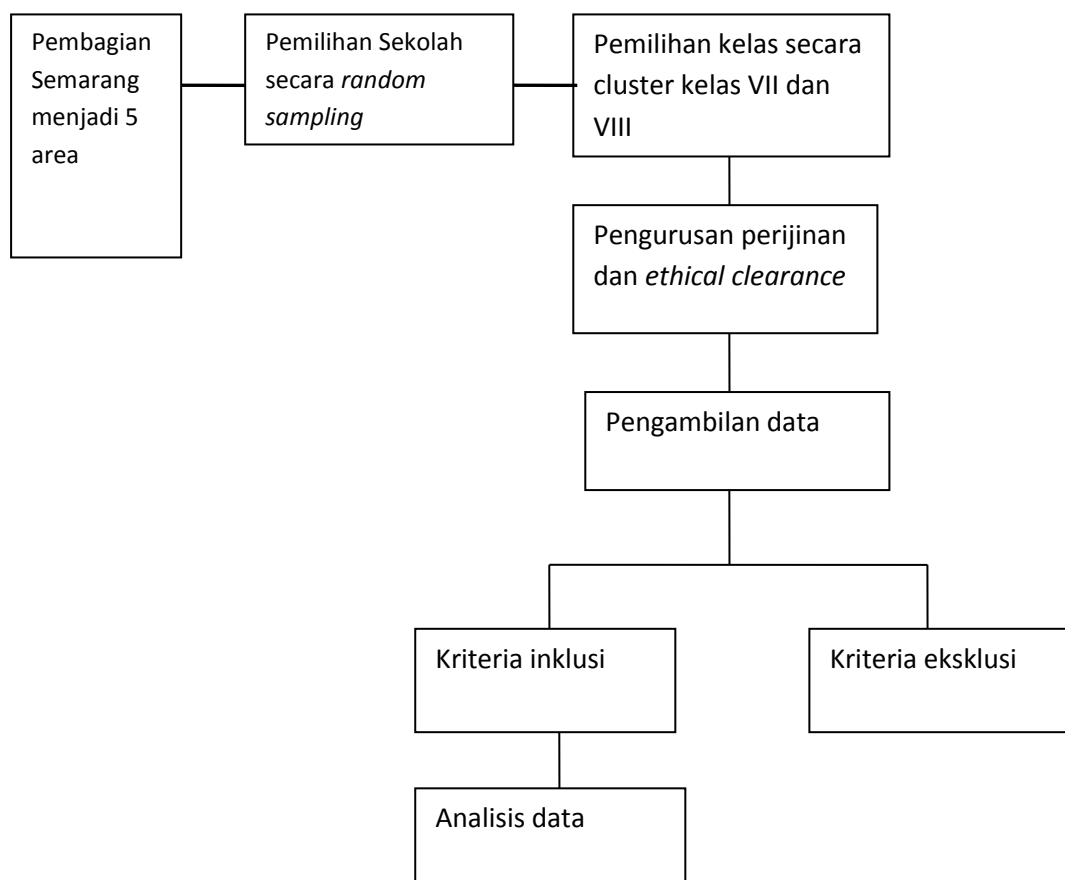 Pembagian
Semarang
menjadi 5
area
Pemilihan Sekolah
secara random
sampling
Pemilihan kelas secara
cluster kelas VII dan
VIII
Pengurusan perijinan
dan ethical clearance
Pengambilan data
Kriteria inklusi
Kriteria eksklusi
Analisis data